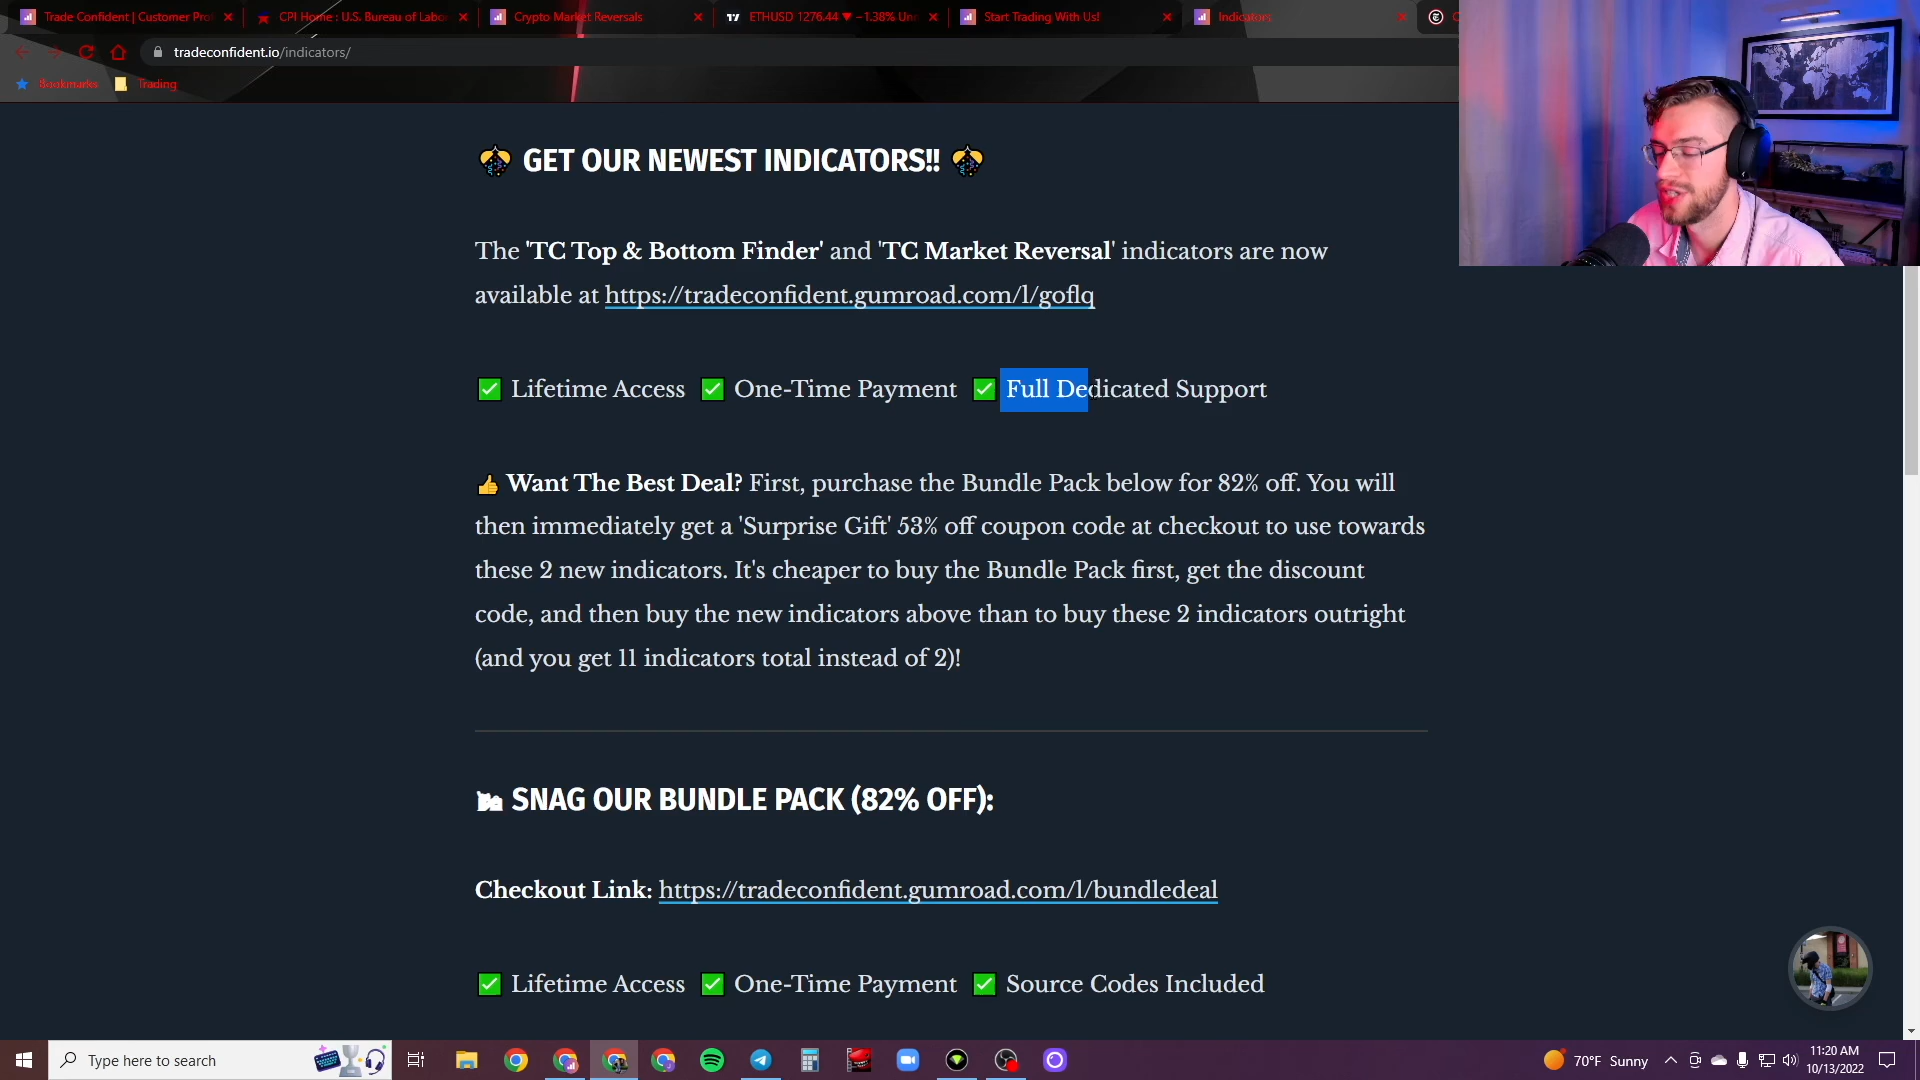 Trade Confident | Customer Pro
CPI Home : U.S. Bureau of Labo
Crypto Market Reversals
ETHUSD 1276.44 ▼ −1.38% Un
Start Trading With Us!
Indicators
tradeconfident.io/indicators/
Bookmarks
Trading
GET OUR NEWEST INDICATORS!!
The 'TC Top & Bottom Finder' and 'TC Market Reversal' indicators are now
available at https://tradeconfident.gumroad.com/l/goflq
✅ Lifetime Access ✅ One-Time Payment ✅ Full Dedicated Support
👍 Want The Best Deal? First, purchase the Bundle Pack below for 82% off. You will
then immediately get a 'Surprise Gift' 53% off coupon code at checkout to use towards
these 2 new indicators. It's cheaper to buy the Bundle Pack first, get the discount
code, and then buy the new indicators above than to buy these 2 indicators outright
(and you get 11 indicators total instead of 2)!
SNAG OUR BUNDLE PACK (82% OFF):
Checkout Link: https://tradeconfident.gumroad.com/l/bundledeal
✅ Lifetime Access ✅ One-Time Payment ✅ Source Codes Included
Type here to search
70°F Sunny
11:20 AM
10/13/2022